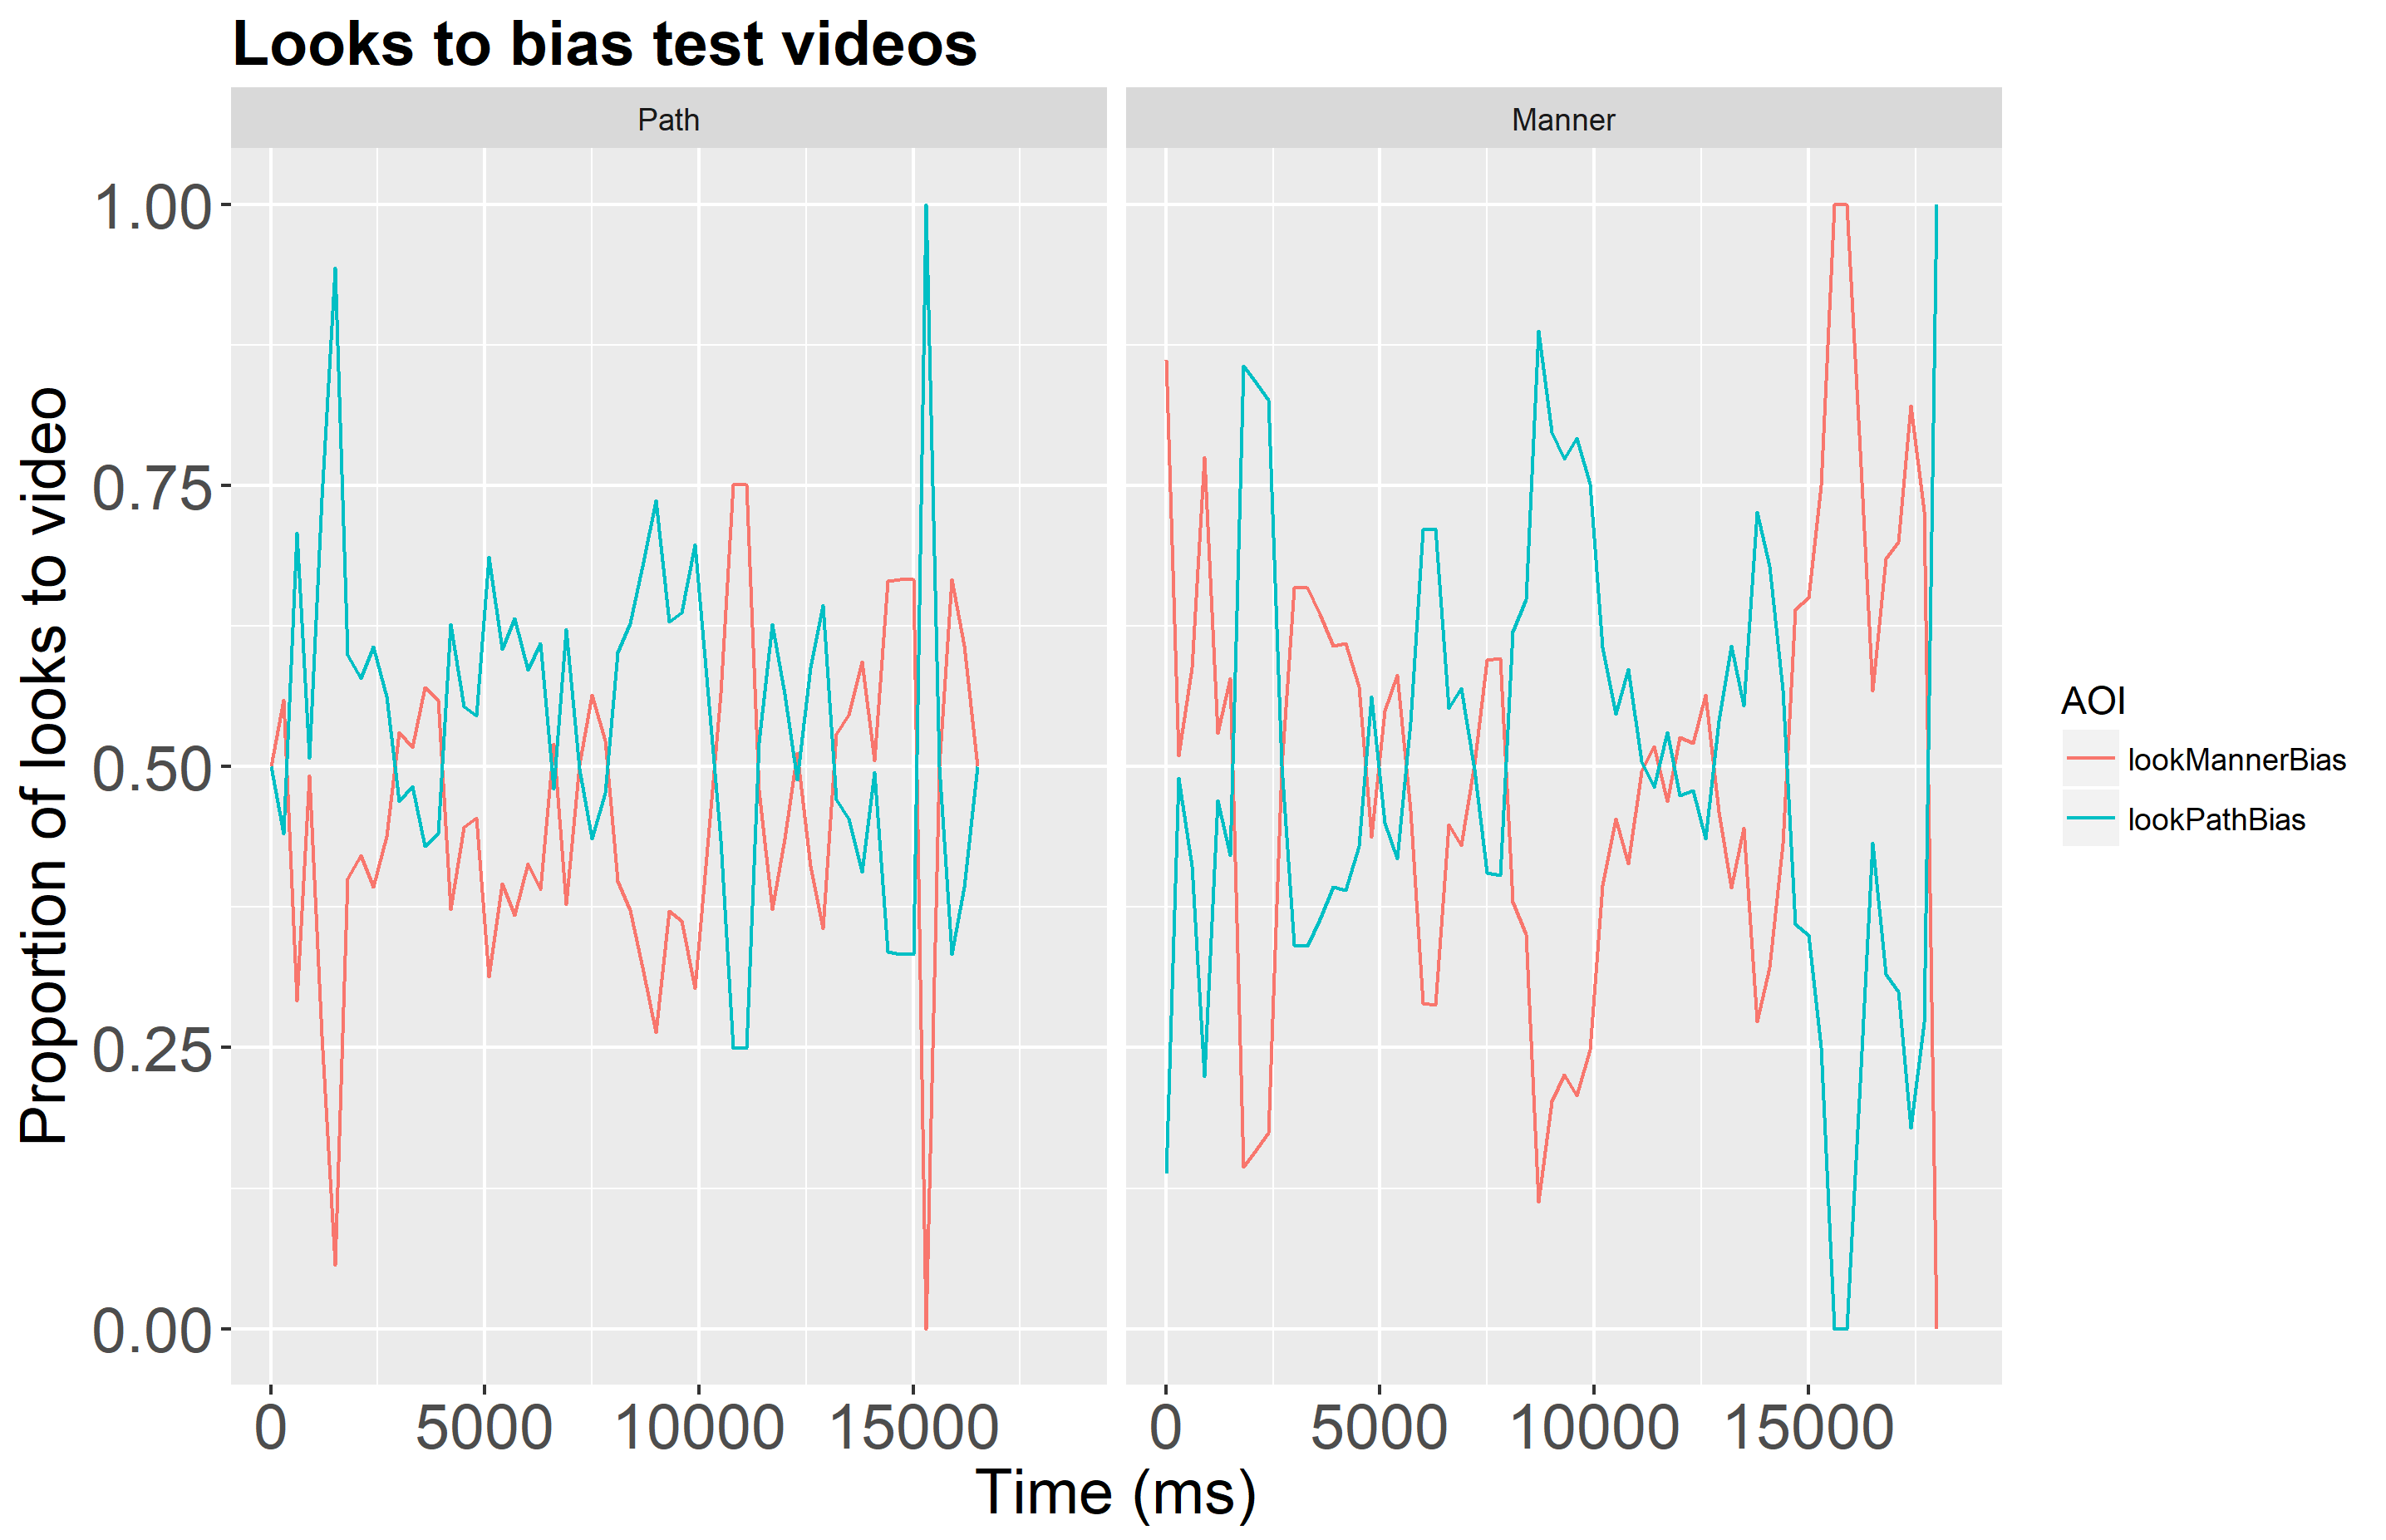 Looks to bias test videos
Path
Manner
Proportion of looks to video
1.00
0.75
0.50
0.25
0.00
0 5000 10000 15000
0 5000 10000 15000
Time (ms)
AOI
lookMannerBias
lookPathBias